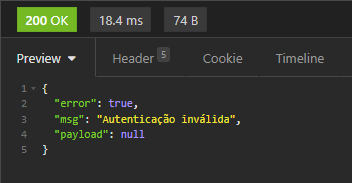 200 OK 18.4 ms 74 B
Preview Header 5 Cookie Timeline
1 {
2 "error": true,
3 "msg": "Autenticação inválida",
4 "payload": null
5 }